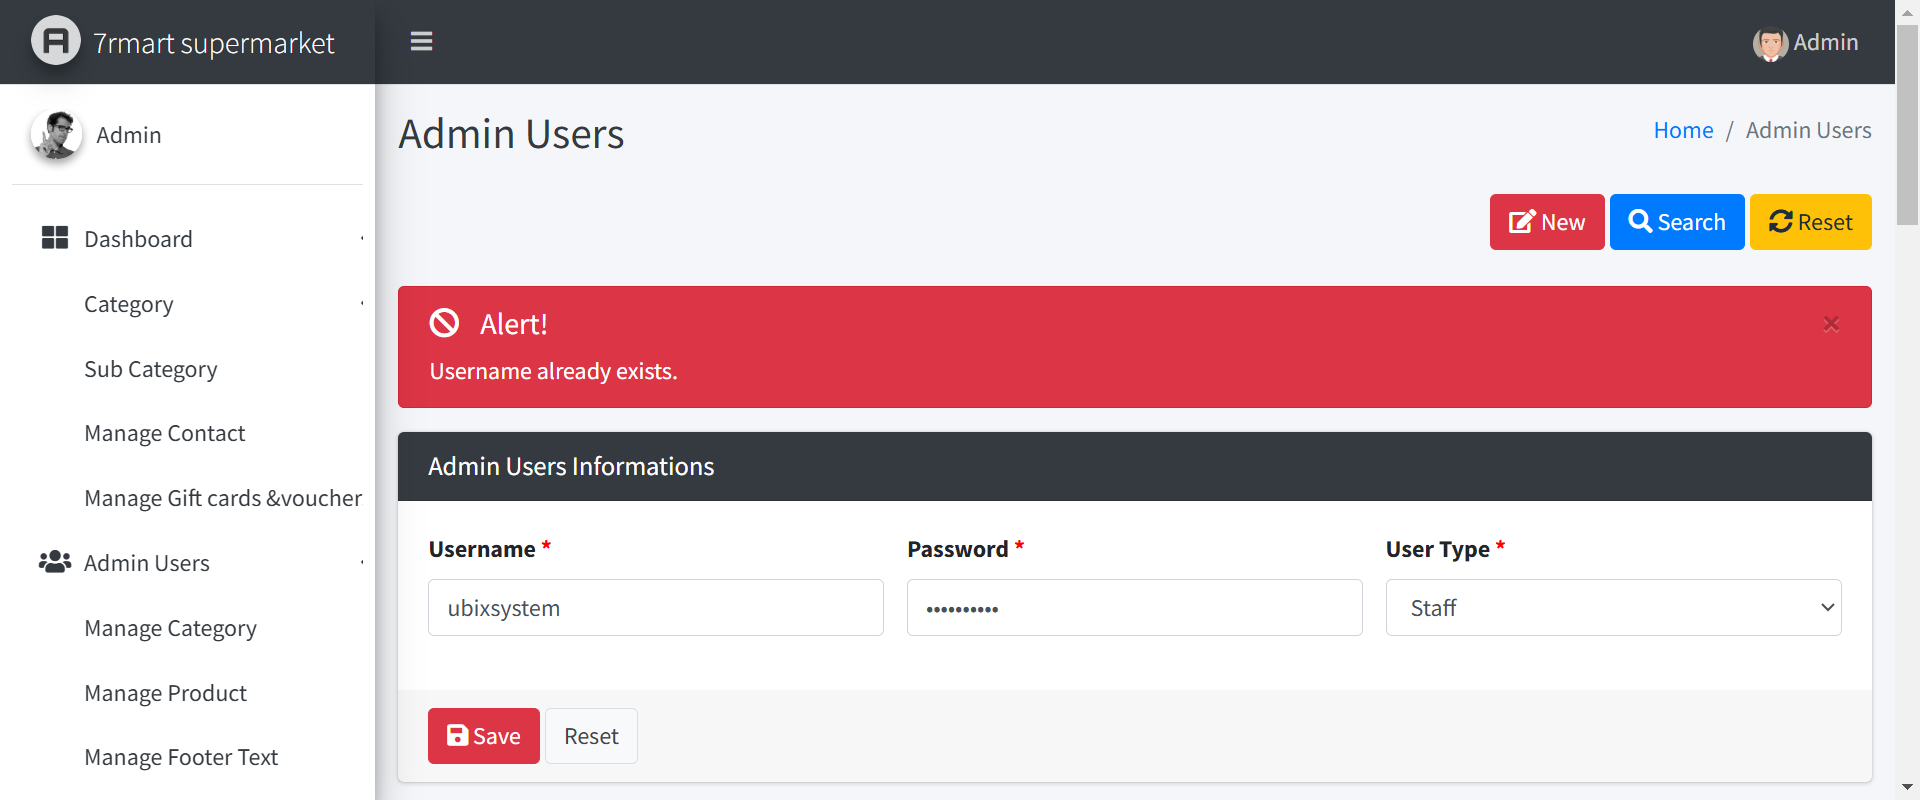 7rmart supermarket
Admin
Admin
Admin Users
Home / Admin Users
New
Search
Reset
Dashboard
Category
Sub Category
Manage Contact
Manage Gift cards &voucher
Admin Users
Manage Category
Manage Product
Manage Footer Text
Alert!
×
Username already exists.
Admin Users Informations
Username *
Password *
User Type *
ubixsystem
••••••••••
Staff
Save
Reset